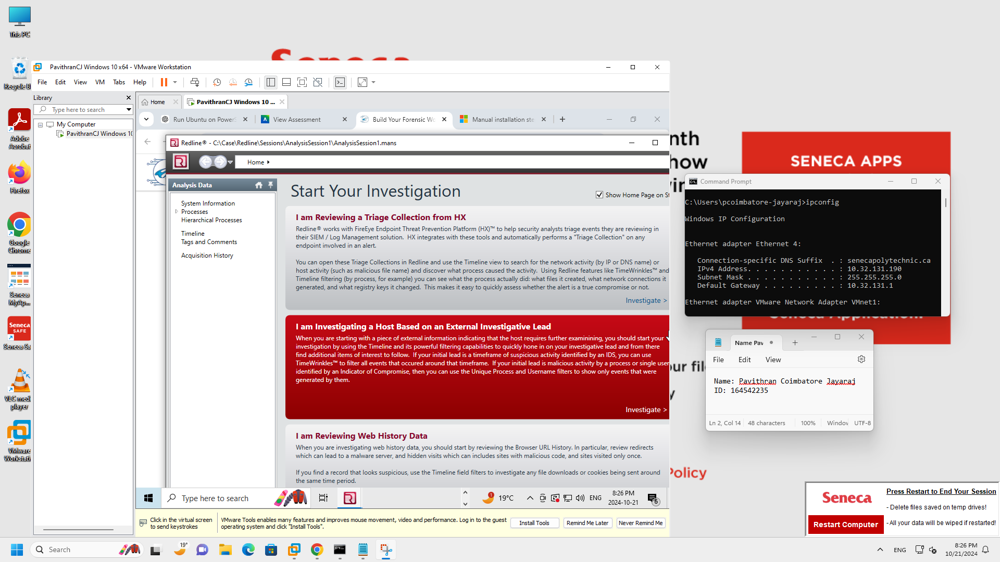 This PC
Recycle Bi
Adobe
Acrobat
Firefox
Google
Chrome
Seneca
MyAp...
Seneca
SAFE
Seneca Sa
VLC medi
player
VMware
Workstati
Seneca
PavithranCJ Windows 10 x64 - VMware Workstation
File Edit View VM Tabs Help
Library
Type here to search
My Computer
PavithranCJ Windows 10
Home
PavithranCJ Windows 10 ...
Run Ubuntu on PowerS
View Assessment
Build Your Forensic Wo
Manual installation ste
Redline® - C:\Case\Redline\Sessions\AnalysisSession1\AnalysisSession1.mans
Home
Analysis Data
System Information
Processes
Hierarchical Processes
Timeline
Tags and Comments
Acquisition History
Start Your Investigation
Show Home Page on St
I am Reviewing a Triage Collection from HX
Redline® works with FireEye Endpoint Threat Prevention Platform (HX)™ to help security analysts triage events they are reviewing in
their SIEM / Log Management solution. HX integrates with these tools and automatically performs a "Triage Collection" on any
endpoint involved in an alert.
You can open these Triage Collections in Redline and use the Timeline view to search for the network activity (by IP or DNS name) or
host activity (such as malicious file name) and discover what process caused the activity. Using Redline features like TimeWrinkles™ and
Timeline filtering (by process, for example) you can see what the process actually did: what files it created, what network connections it
generated, and what registry keys it changed. This makes it easy to quickly assess whether the alert is a true compromise or not.
Investigate >
I am Investigating a Host Based on an External Investigative Lead
When you are starting with a piece of external information indicating that the host requires further examinining, you should start your
investigation by using the Timeline and its powerful filtering capabilities to quickly hone in on your investigative lead and from there
find additional items of interest to follow. If your initial lead is a timeframe of suspicious activity identified by an IDS, you can use
TimeWrinkles™ to filter all events that occured around that timeframe. If your initial lead is malicious activity by a process or single user
identified by an Indicator of Compromise, then you can use the Unique Process and Username filters to show only events that were
generated by them.
Investigate >
I am Reviewing Web History Data
When you are investigating web history data, you should start by reviewing the Browser URL History. In particular, review redirects
which can lead to a malware server, and hidden visits which can includes sites with malicious code, and sites visited only once.
If you find a record that looks suspicious, use the Timeline field filters to investigate any file downloads or cookies being sent around
the same time period.
Type here to search
1
19°C
ENG
8:26 PM
2024-10-21
6
Click in the virtual screen
to send keystrokes
VMware Tools enables many features and improves mouse movement, video and performance. Log in to the guest
operating system and click "Install Tools".
Install Tools
Remind Me Later
Never Remind Me
nth
how
SENECA APPS
Command Prompt
C:\Users\pcoimbatore-jayaraj>ipconfig
Windows IP Configuration
Ethernet adapter Ethernet 4:
Connection-specific DNS Suffix . : senecapolytechnic.ca
IPv4 Address. . . . . . . . . . . : 10.32.131.190
Subnet Mask . . . . . . . . . . . : 255.255.255.0
Default Gateway . . . . . . . . . : 10.32.131.1
Ethernet adapter VMware Network Adapter VMnet1:
Seneca Application.
Name Pav
File Edit View
Name: Pavithran Coimbatore Jayaraj
ID: 164542235
Ln 2, Col 14
48 characters
100%
Window
UTF-8
our file
y
Policy
Seneca
Restart Computer
Press Restart to End Your Session
- Delete files saved on temp drives!
- All your data will be wiped if restarted!
Search
19°
ENG
8:26 PM
10/21/2024